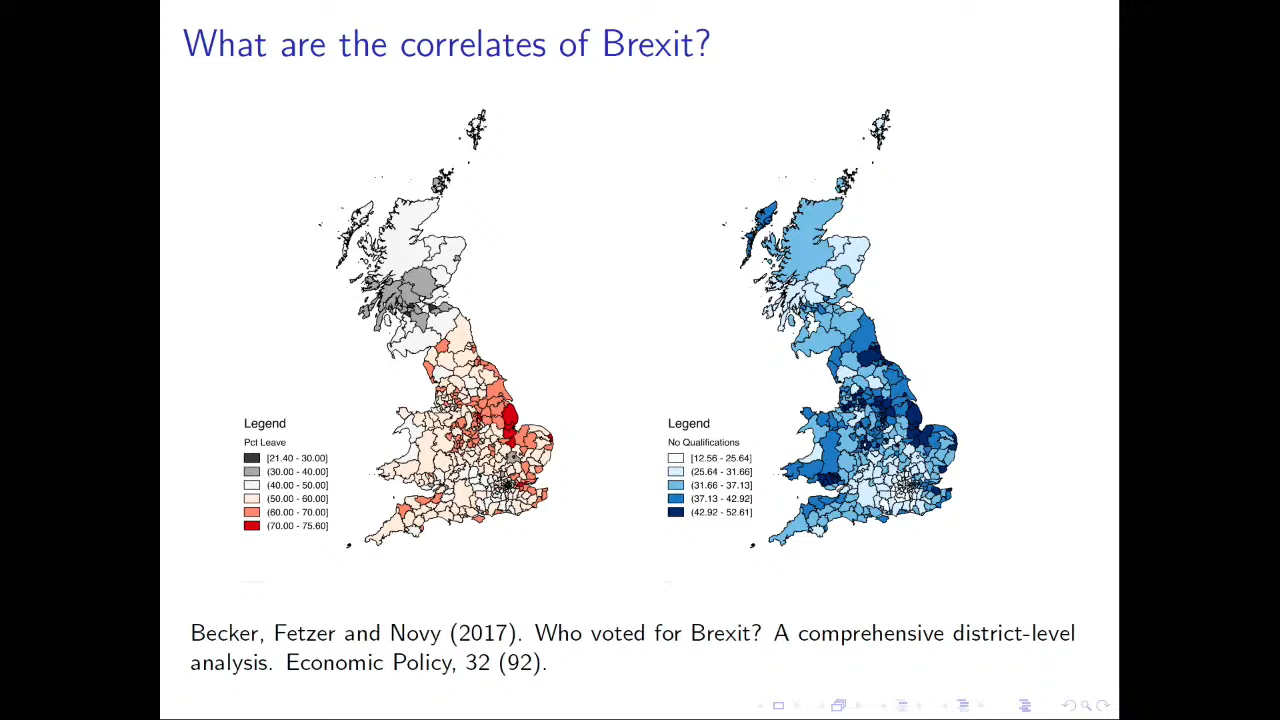 What are the correlates of Brexit?
Legend
Pct Leave
[21.40 - 30.00]
(30.00 - 40.00]
(40.00 - 50.00]
(50.00 - 60.00]
(60.00 - 70.00]
(70.00 - 75.60]
Legend
No Qualifications
[12.56 - 25.64]
(25.64 - 31.66]
(31.66 - 37.13]
(37.13 - 42.92]
(42.92 - 52.61]
Becker, Fetzer and Novy (2017). Who voted for Brexit? A comprehensive district-level
analysis. Economic Policy, 32 (92).